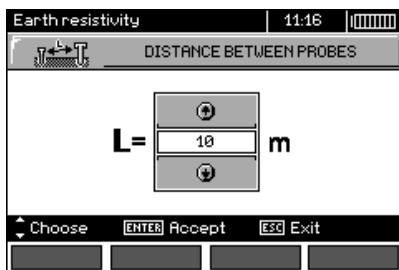 Earth resistivity 11:16
L
DISTANCE BETWEEN PROBES
L= 10 m
Choose ENTER Accept ESC Exit